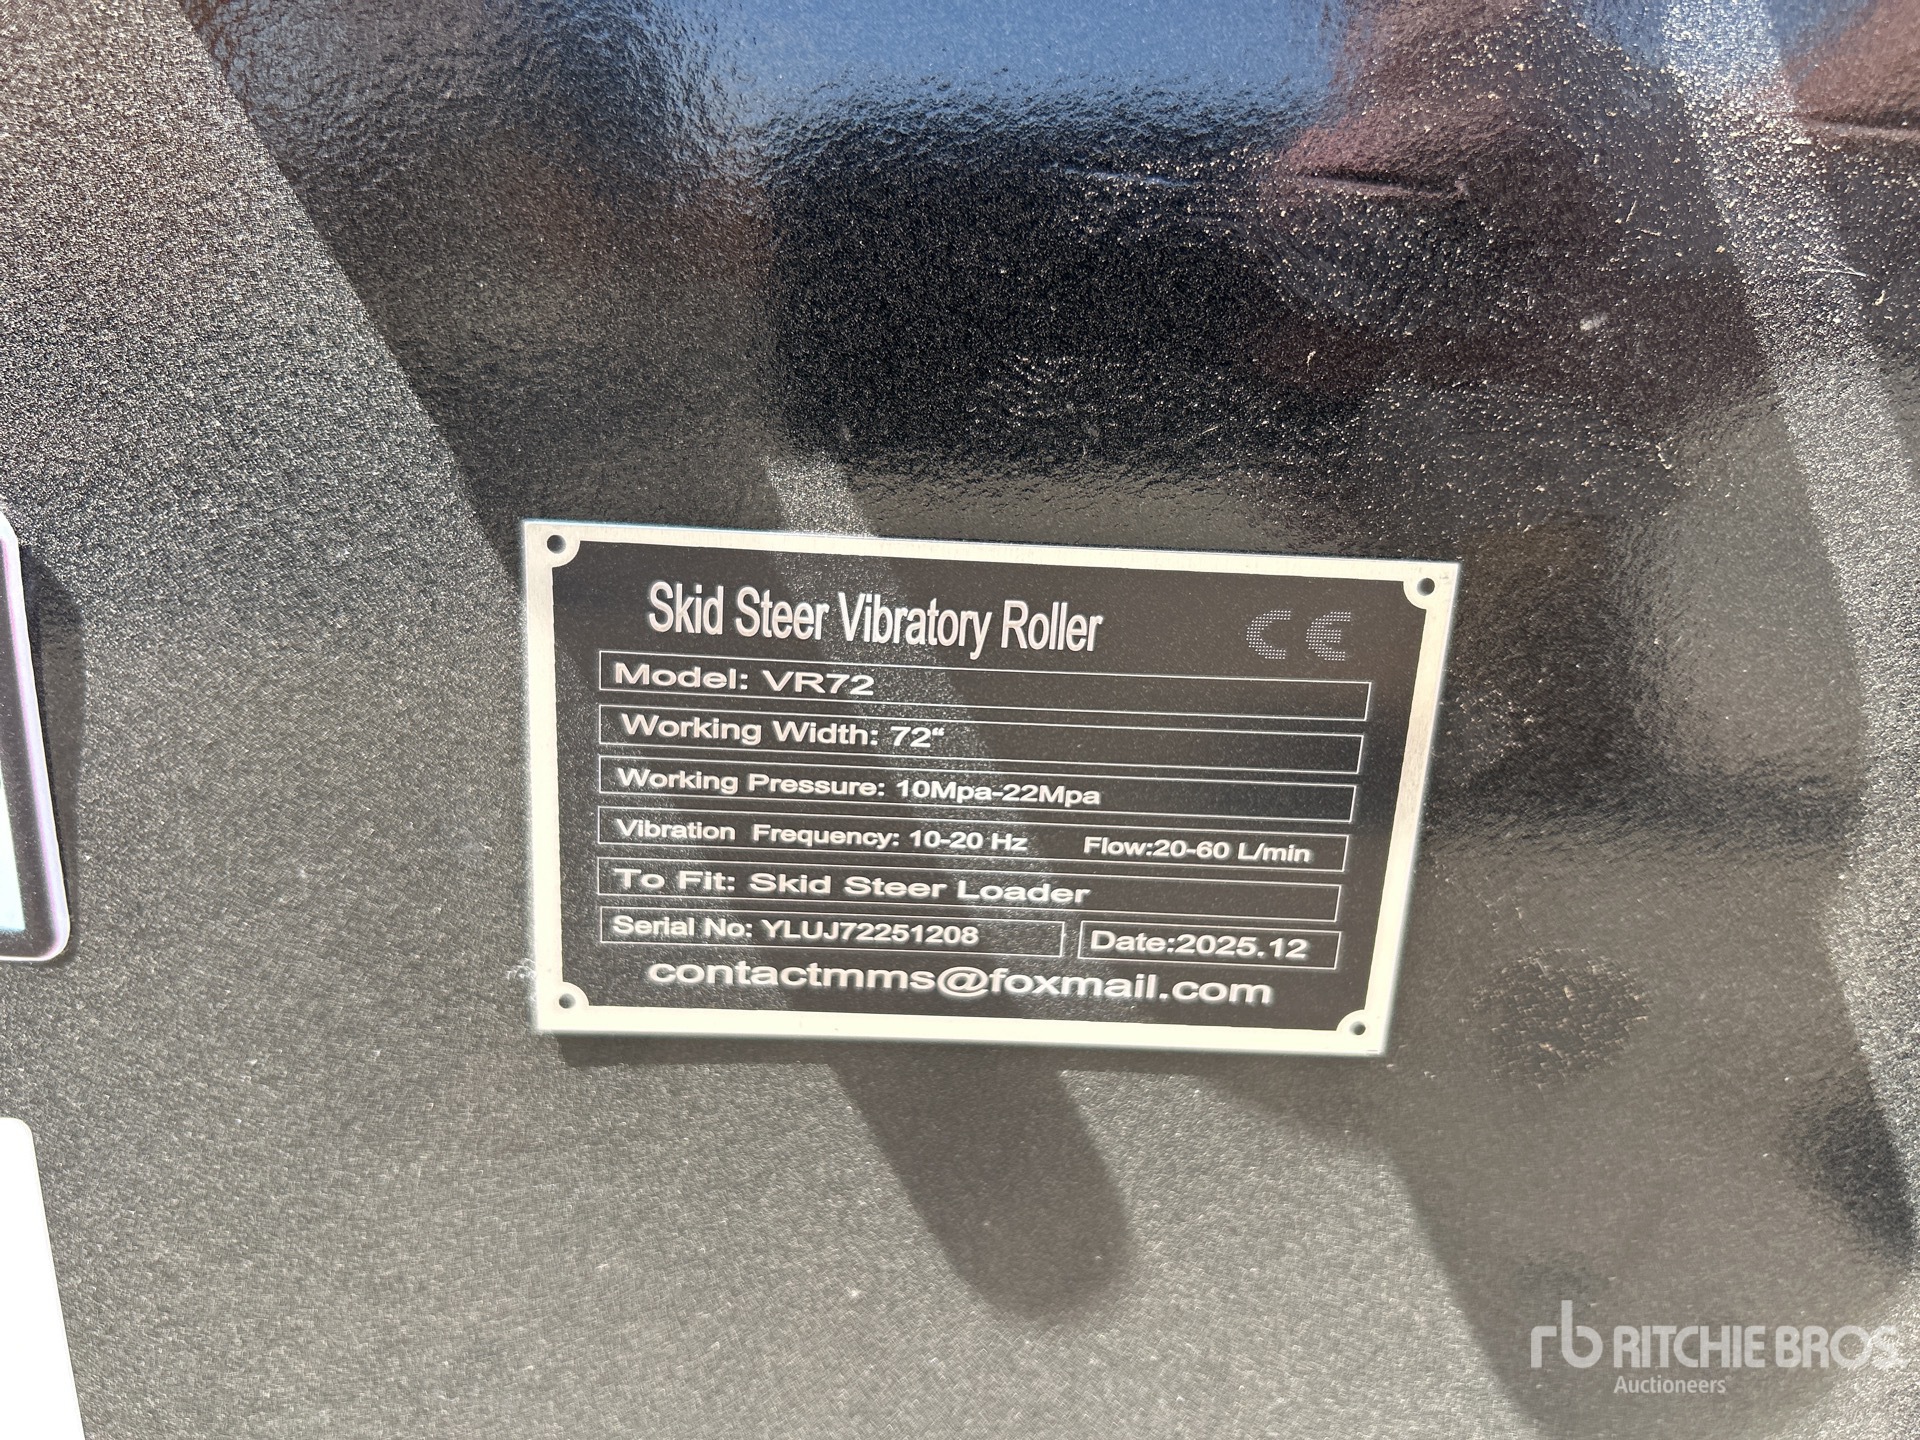 Skid Steer Vibratory Roller CE
Model: VR72
Working Width: 72“
Working Pressure: 10Mpa-22Mpa
Vibration Frequency: 10-20 Hz Flow:20-60 L/min
To Fit: Skid Steer Loader
Serial No: YLUJ72251208 Date:2025.12
contactmms@foxmail.com
rb RITCHIE BROS
Auctioneers